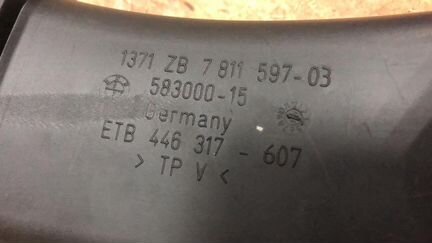 1371 ZB 7 811 597-03
583000-15
Germany
ETB 446 317 - 607
> TP V <